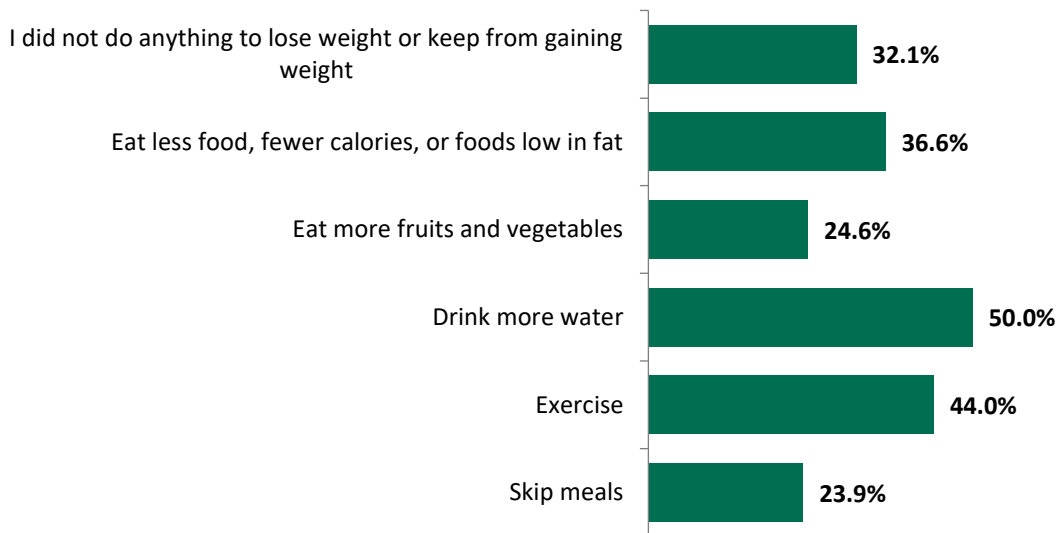 I did not do anything to lose weight or keep from gaining
weight
32.1%
Eat less food, fewer calories, or foods low in fat
36.6%
Eat more fruits and vegetables
24.6%
Drink more water
50.0%
Exercise
44.0%
Skip meals
23.9%